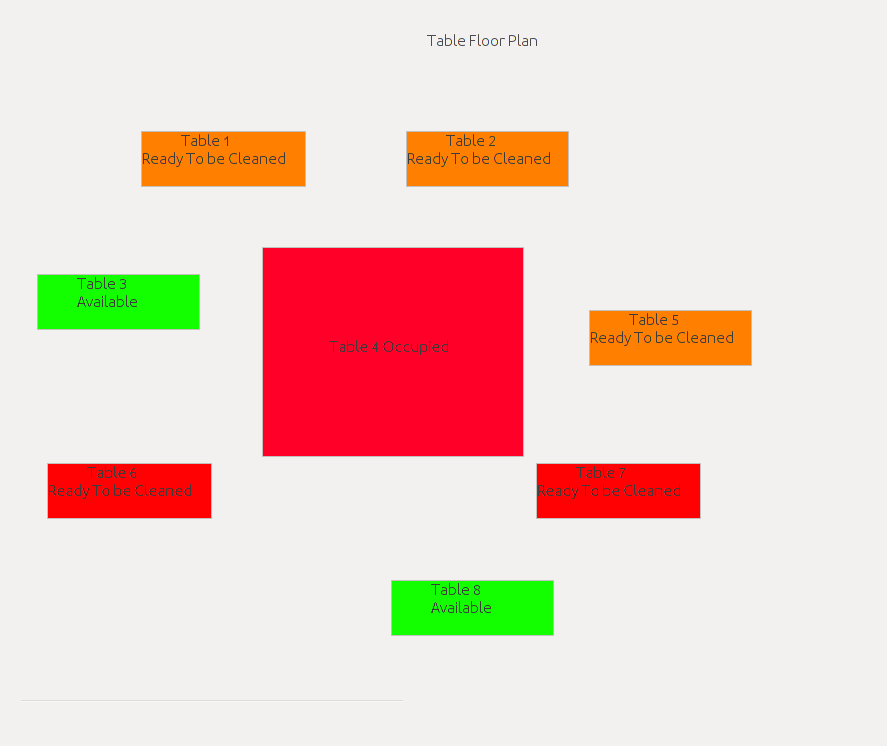 Table Floor Plan
Table 1
Ready To be Cleaned
Table 2
Ready To be Cleaned
Table 3
Available
Table 4 Occupied
Table 5
Ready To be Cleaned
Table 6
Ready To be Cleaned
Table 7
Ready To be Cleaned
Table 8
Available